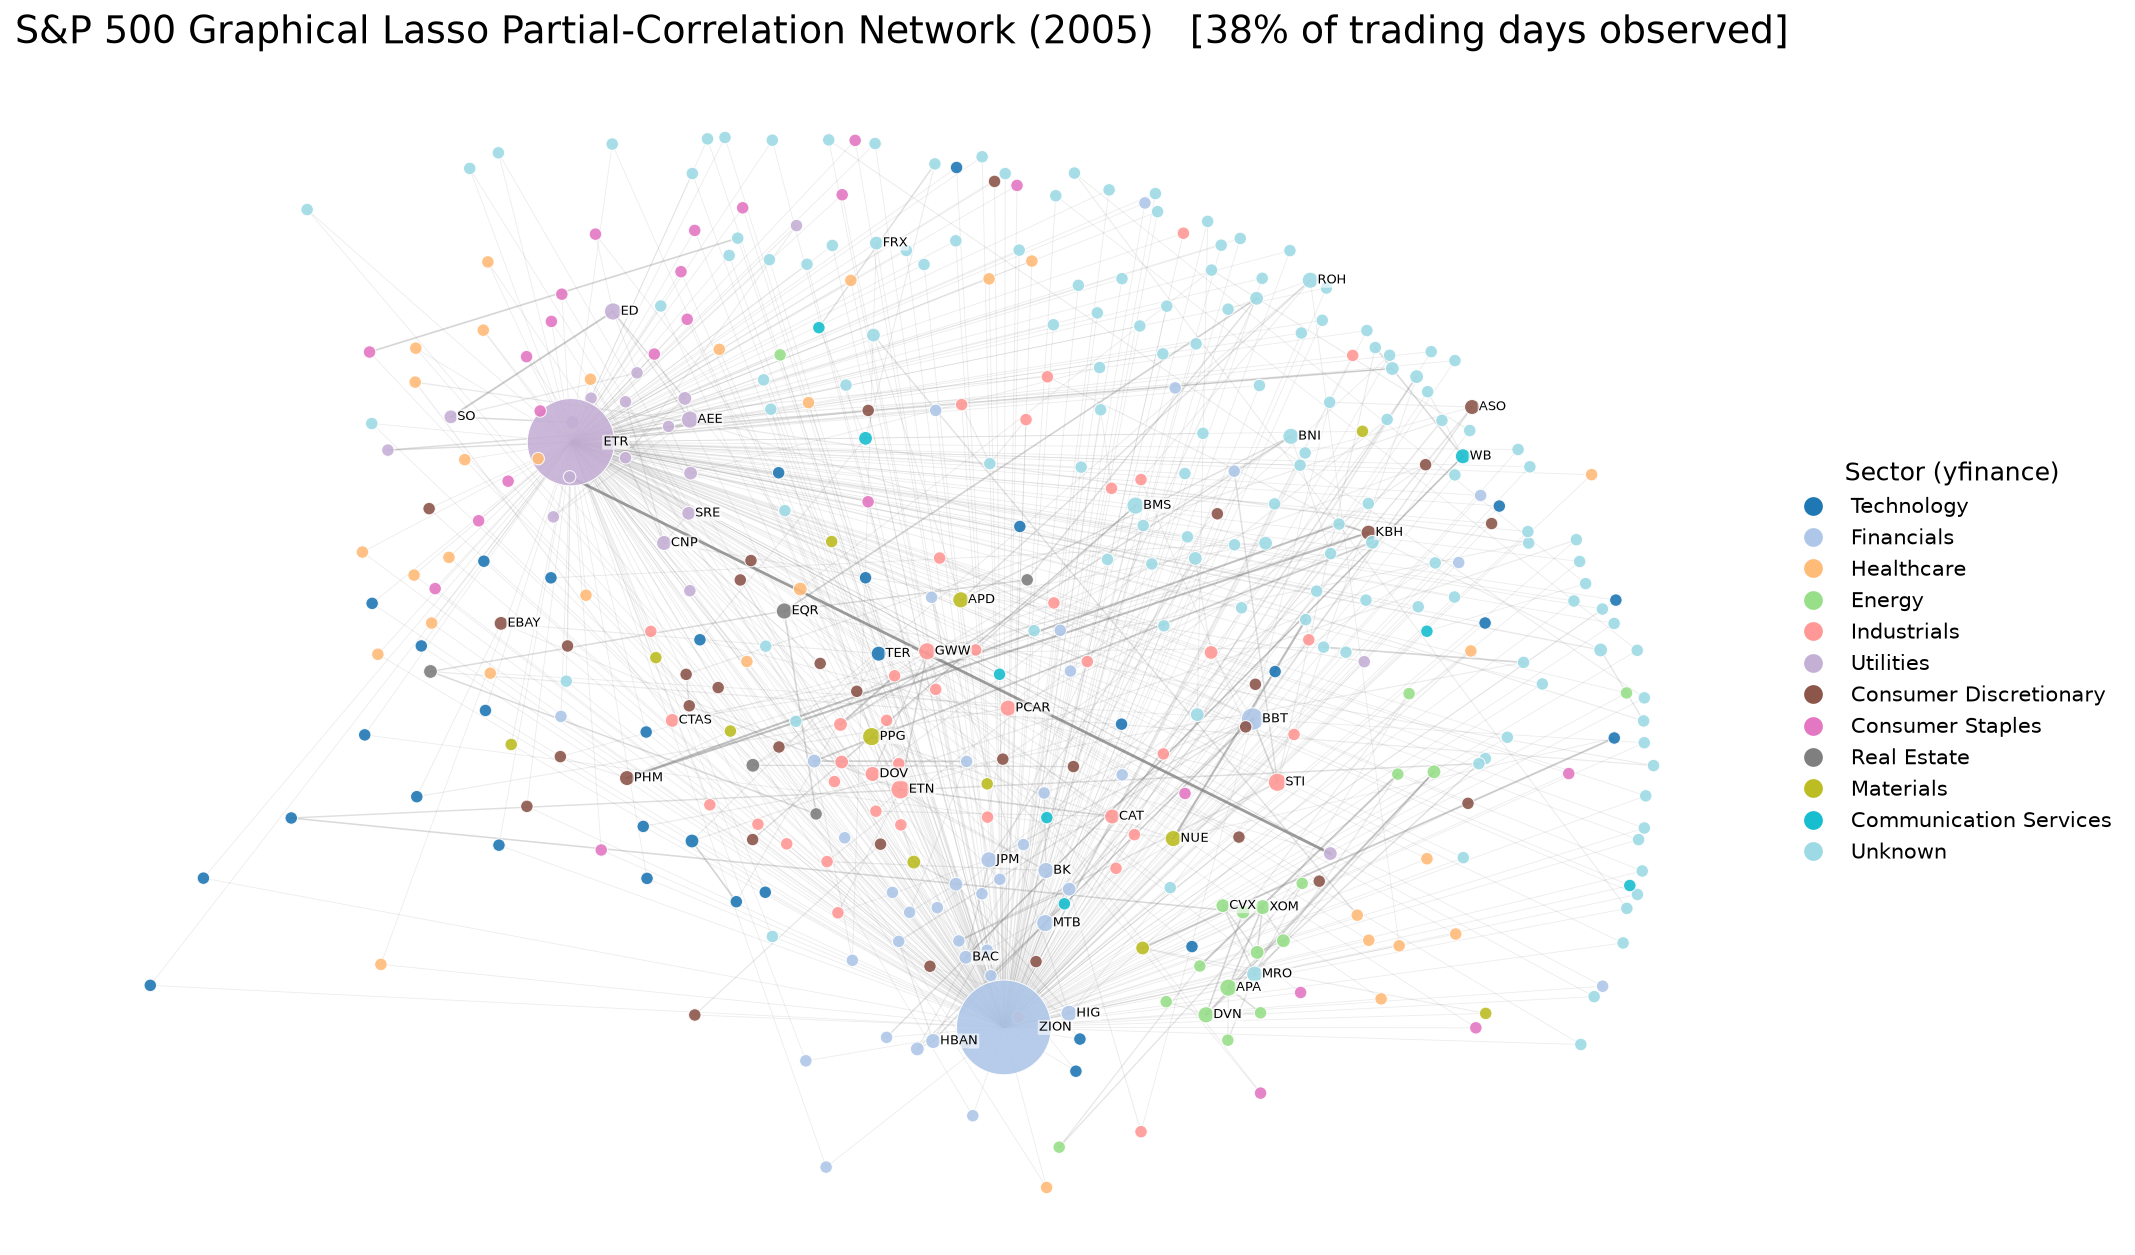 S&P 500 Graphical Lasso Partial-Correlation Network (2005)   [38% of trading days observed]
FRX
ROH
ED
ASO
SO
AEE
BNI
ETR
WB
BMS
SRE
KBH
CNP
APD
EQR
EBAY
TER
GWW
PCAR
CTAS
BBT
PPG
DOV
PHM
STI
ETN
CAT
NUE
JPM
BK
CVX
XOM
MTB
BAC
MRO
APA
HIG
DVN
ZION
HBAN
Sector (yfinance)
Technology
Financials
Healthcare
Energy
Industrials
Utilities
Consumer Discretionary
Consumer Staples
Real Estate
Materials
Communication Services
Unknown